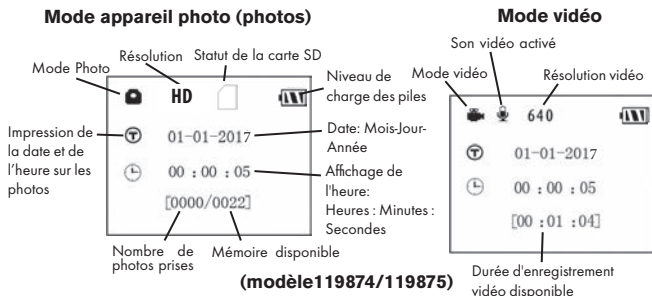 Mode appareil photo (photos)
Mode vidéo
Résolution
Statut de la carte SD
Mode Photo
HD
Niveau de
charge des piles
Impression de
la date et de
l'heure sur les
photos
T
01-01-2017
Date: Mois-Jour-
Année
00 : 00 : 05
Affichage de
l'heure:
Heures : Minutes :
Secondes
[0000/0022]
Nombre de
photos prises
Mémoire disponible
Son vidéo activé
Mode vidéo
Résolution vidéo
640
T
01-01-2017
00 : 00 : 05
[00 :01 :04]
Durée d'enregistrement
vidéo disponible
(modèle119874/119875)